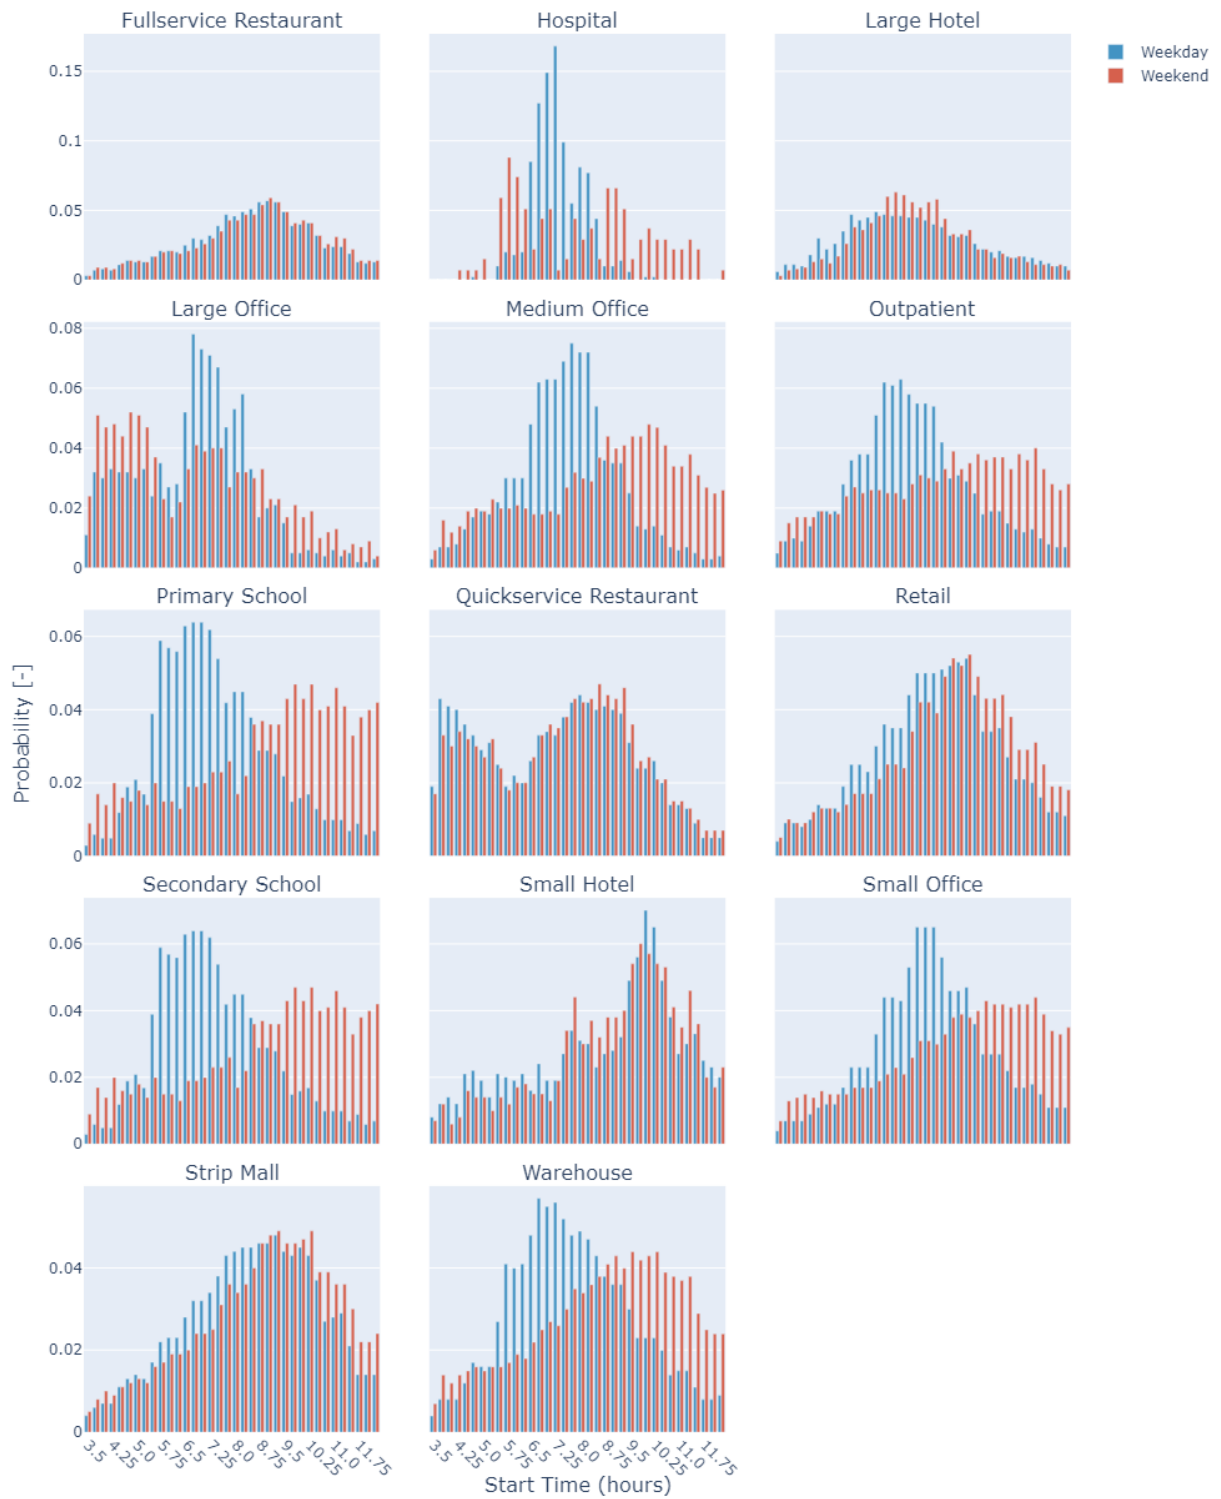 Fullservice Restaurant
Hospital
Large Hotel
Weekday
Weekend
0.15
0.1
0.05
0
Large Office
Medium Office
Outpatient
0.08
0.06
0.04
0.02
0
Primary School
Quickservice Restaurant
Retail
0.06
0.04
0.02
0
Probability [-]
Secondary School
Small Hotel
Small Office
0.06
0.04
0.02
0
Strip Mall
Warehouse
0.04
0.02
0
3.5 4.25 5.0 5.75 6.5 7.25 8.0 8.75 9.5 10.25 11.0 11.75
3.5 4.25 5.0 5.75 6.5 7.25 8.0 8.75 9.5 10.25 11.0 11.75
Start Time (hours)